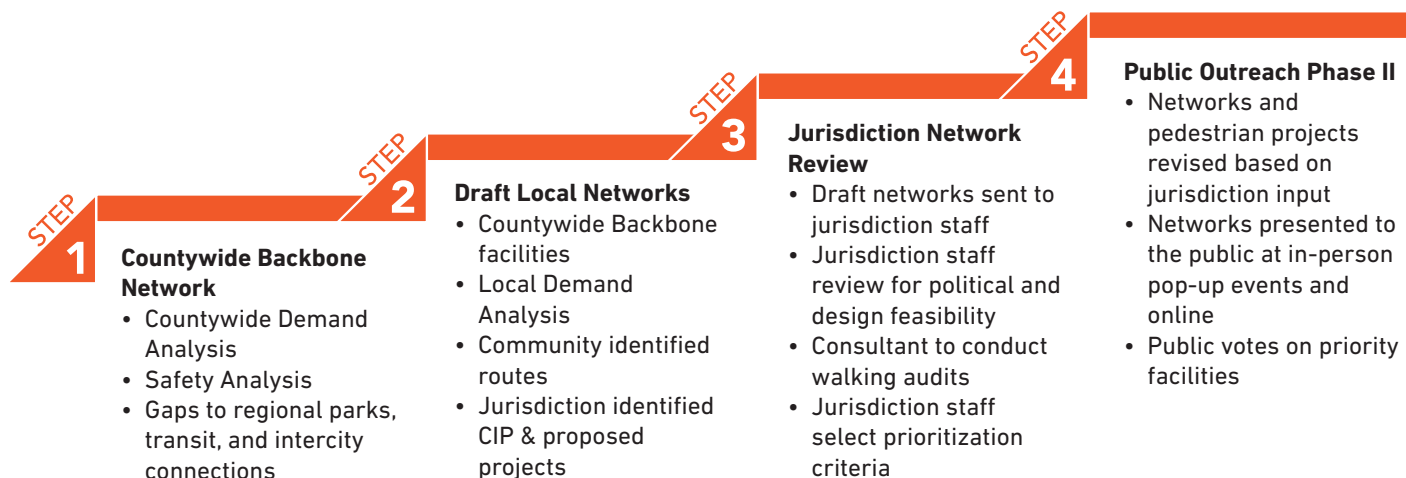 STEP
1
Countywide Backbone
Network
• Countywide Demand
Analysis
• Safety Analysis
• Gaps to regional parks,
transit, and intercity
connections
STEP
2
Draft Local Networks
• Countywide Backbone
facilities
• Local Demand
Analysis
• Community identified
routes
• Jurisdiction identified
CIP & proposed
projects
STEP
3
Jurisdiction Network
Review
• Draft networks sent to
jurisdiction staff
• Jurisdiction staff
review for political and
design feasibility
• Consultant to conduct
walking audits
• Jurisdiction staff
select prioritization
criteria
STEP
4
Public Outreach Phase II
• Networks and
pedestrian projects
revised based on
jurisdiction input
• Networks presented to
the public at in-person
pop-up events and
online
• Public votes on priority
facilities